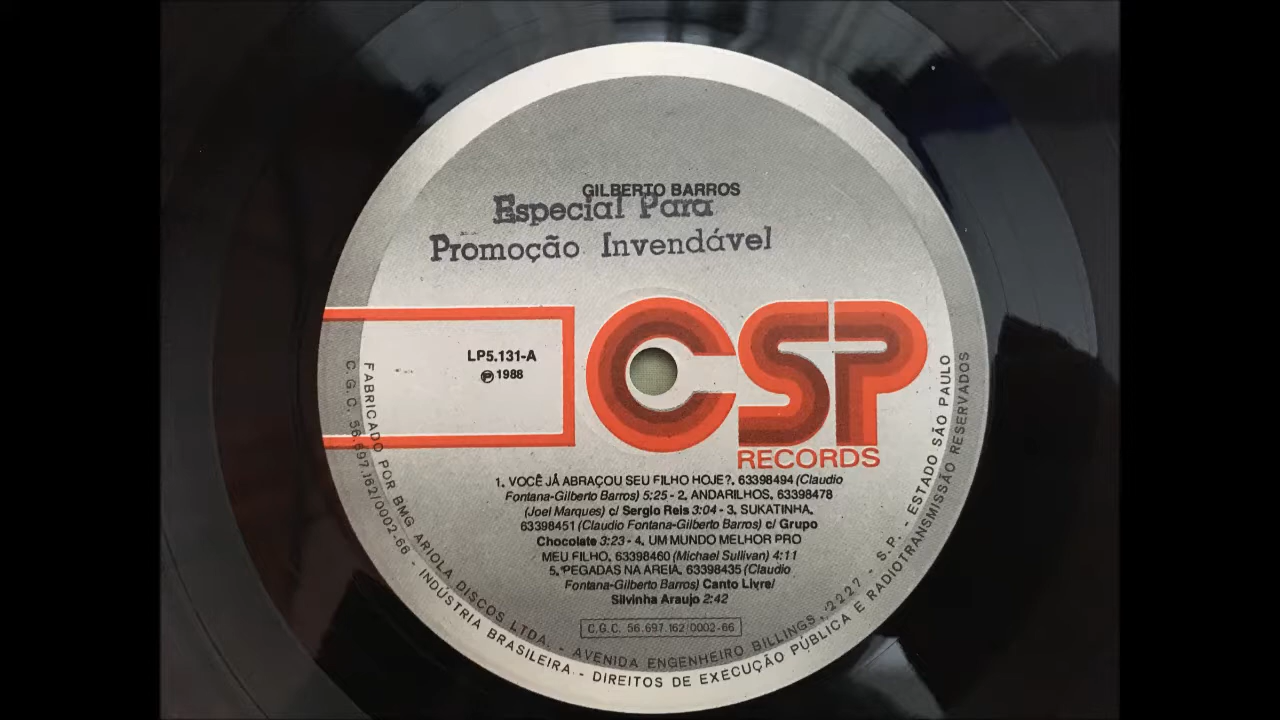 GILBERTO BARROS
Especial Para
Promoção Invendável
LP5.131-A
℗ 1988
CSP
RECORDS
1. VOCÊ JÁ ABRAÇOU SEU FILHO HOJE?. 63398494 (Claudio
Fontana-Gilberto Barros) 5:25 - 2. ANDARILHOS. 63398478
(Joel Marques) c/ Sergio Reis 3:04 - 3. SUKATINHA.
63398451 (Claudio Fontana-Gilberto Barros) c/ Grupo
Chocolate 3:23 - 4. UM MUNDO MELHOR PRO
MEU FILHO. 63398460 (Michael Sullivan) 4:11
5. PEGADAS NA AREIA. 63398435 (Claudio
Fontana-Gilberto Barros) Canto Livre/
Silvinha Araujo 2:42
C.G.C. 56.697.162/0002-66
FABRICADO POR BMG ARIOLA DISCOS LTDA. - AVENIDA ENGENHEIRO BILLINGS, 2227 - S.P. - ESTADO SÃO PAULO
C.G.C. 56.697.162/0002-66 - INDÚSTRIA BRASILEIRA - DIREITOS DE EXECUÇÃO PÚBLICA E RADIOTRANSMISSÃO RESERVADOS